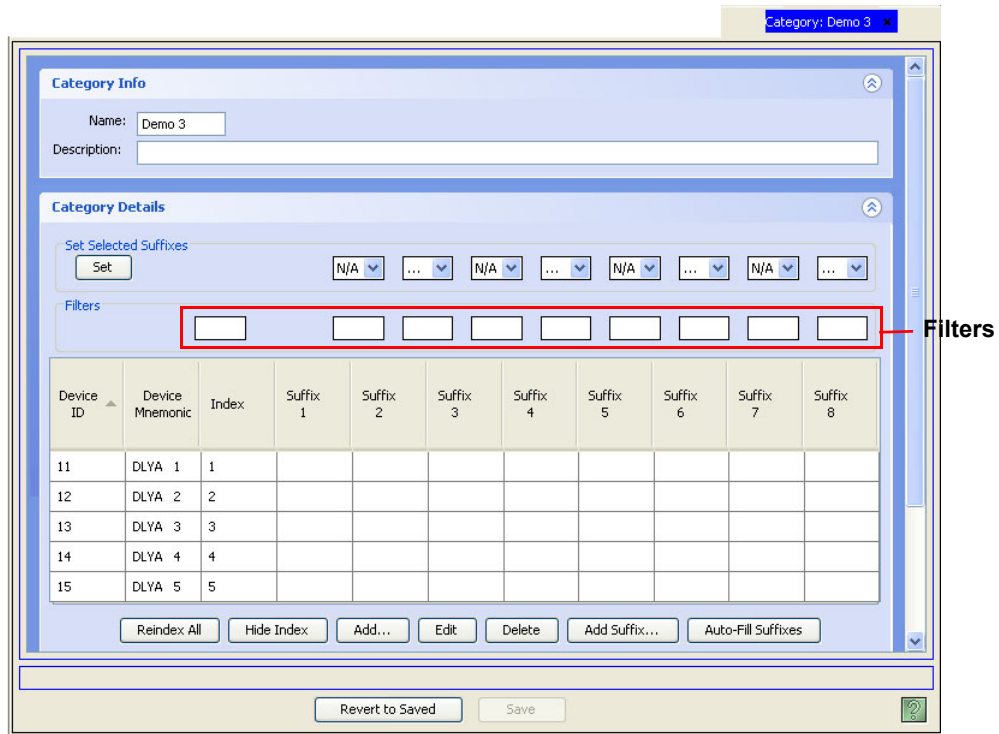 Category: Demo 3 ×
Category Info
Name: Demo 3
Description:
Category Details
Set Selected Suffixes
Set N/A ... N/A ... N/A ... N/A ...
Filters
Filters
Device ID Device Mnemonic Index Suffix 1 Suffix 2 Suffix 3 Suffix 4 Suffix 5 Suffix 6 Suffix 7 Suffix 8
11 DLYA 1 1
12 DLYA 2 2
13 DLYA 3 3
14 DLYA 4 4
15 DLYA 5 5
Reindex All Hide Index Add... Edit Delete Add Suffix... Auto-Fill Suffixes
Revert to Saved Save ?